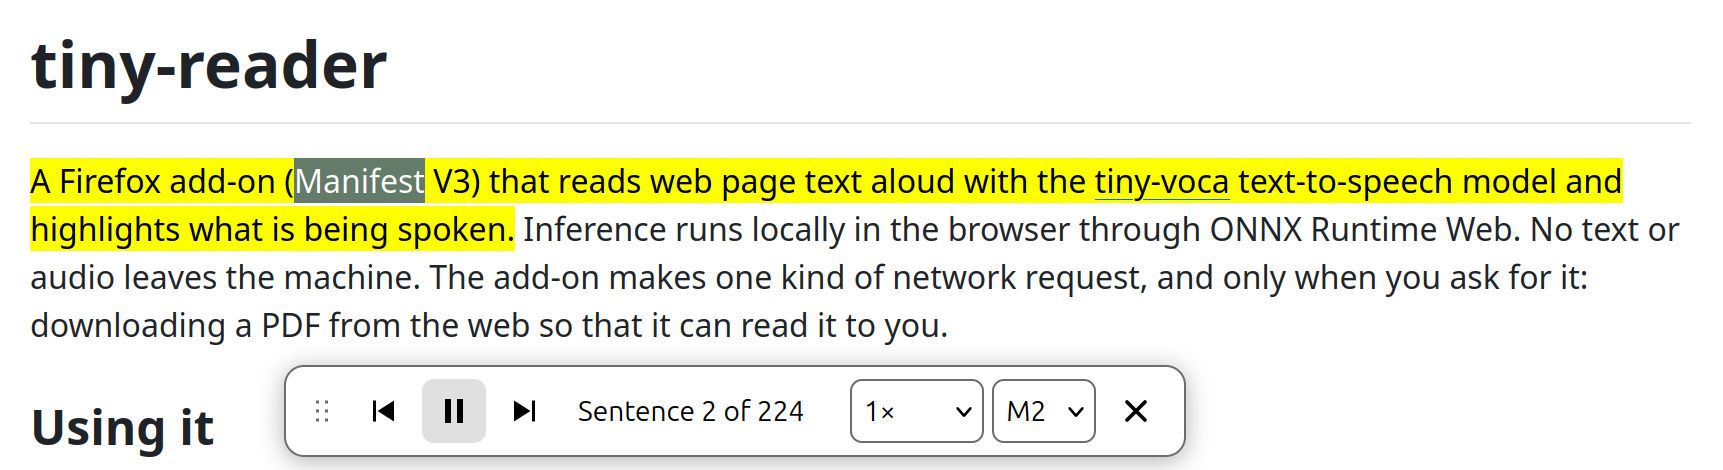 tiny-reader
A Firefox add-on (Manifest V3) that reads web page text aloud with the tiny-voca text-to-speech model and
highlights what is being spoken. Inference runs locally in the browser through ONNX Runtime Web. No text or
audio leaves the machine. The add-on makes one kind of network request, and only when you ask for it:
downloading a PDF from the web so that it can read it to you.
Using it
Sentence 2 of 224
1×
M2